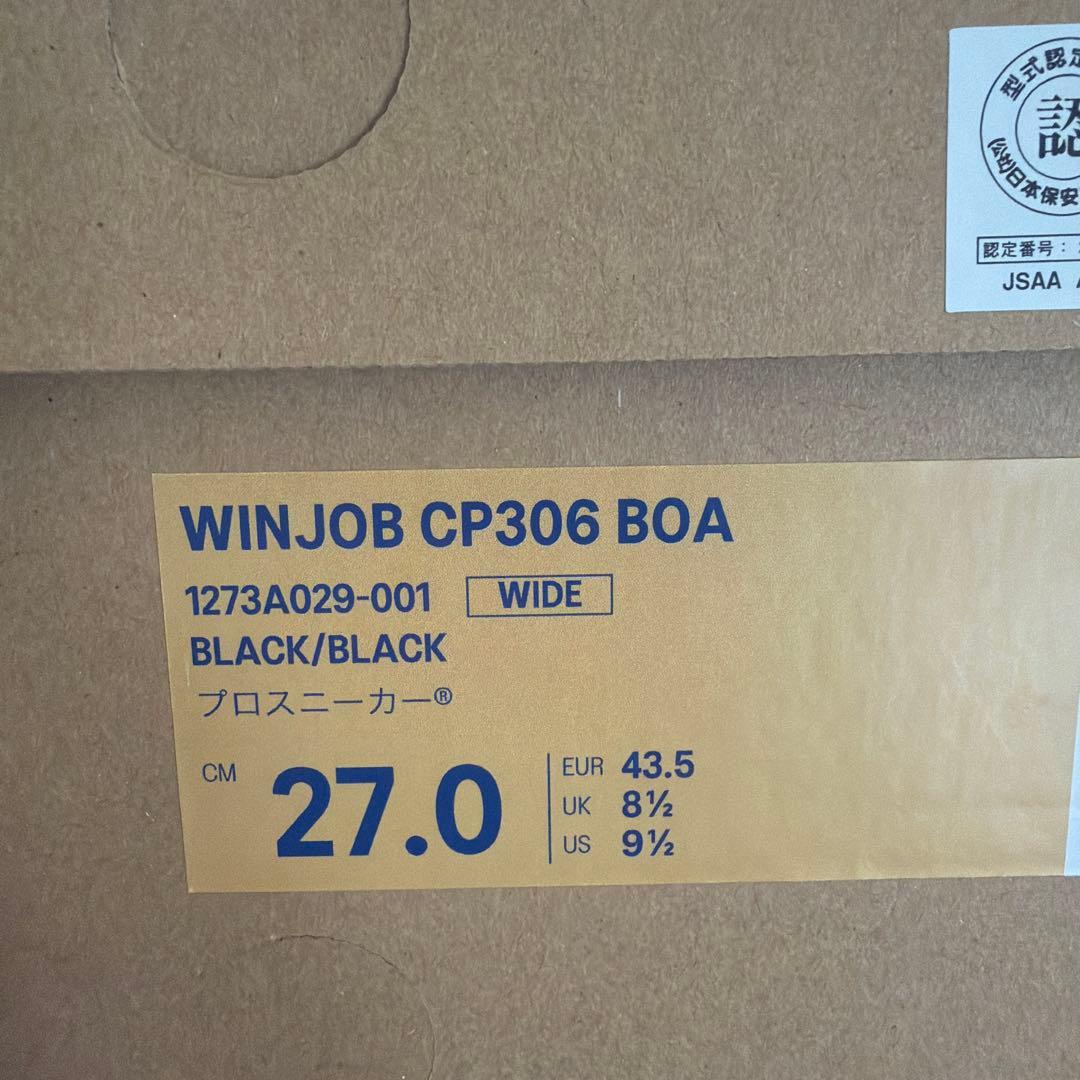 型式認定
認
(公社)日本保安
認定番号：
JSAA
WINJOB CP306 BOA
1273A029-001 WIDE
BLACK/BLACK
プロスニーカー®
CM 27.0
EUR 43.5
UK 8½
US 9½